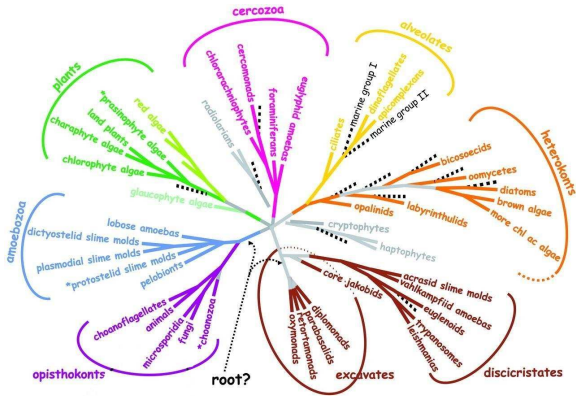 cercozoa
alveolates
plants
heterokonts
amoebozoa
opisthokonts
excavates
discicristates
root?
red algae
*prasinophyte algae
land plants
charophyte algae
chlorophyte algae
glaucophyte algae
radiolarians
chlorarachniophytes
cercomonads
foraminiferans
euglyphid amoebas
ciliates
marine group I
dinoflagellates
apicomplexans
marine group II
bicosoecids
oomycetes
diatoms
brown algae
more chl ac algae
labyrinthulids
opalinids
cryptophytes
haptophytes
lobose amoebas
dictyostelid slime molds
plasmodial slime molds
*protostelid slime molds
pelobionts
choanoflagellates
animals
microsporidia
fungi
*choanozoa
core jakobids
diplomonads
parabasalids
retortamonads
oxymonads
acrasid slime molds
vahlkampfiid amoebas
euglenoids
trypanosomes
leishmanias